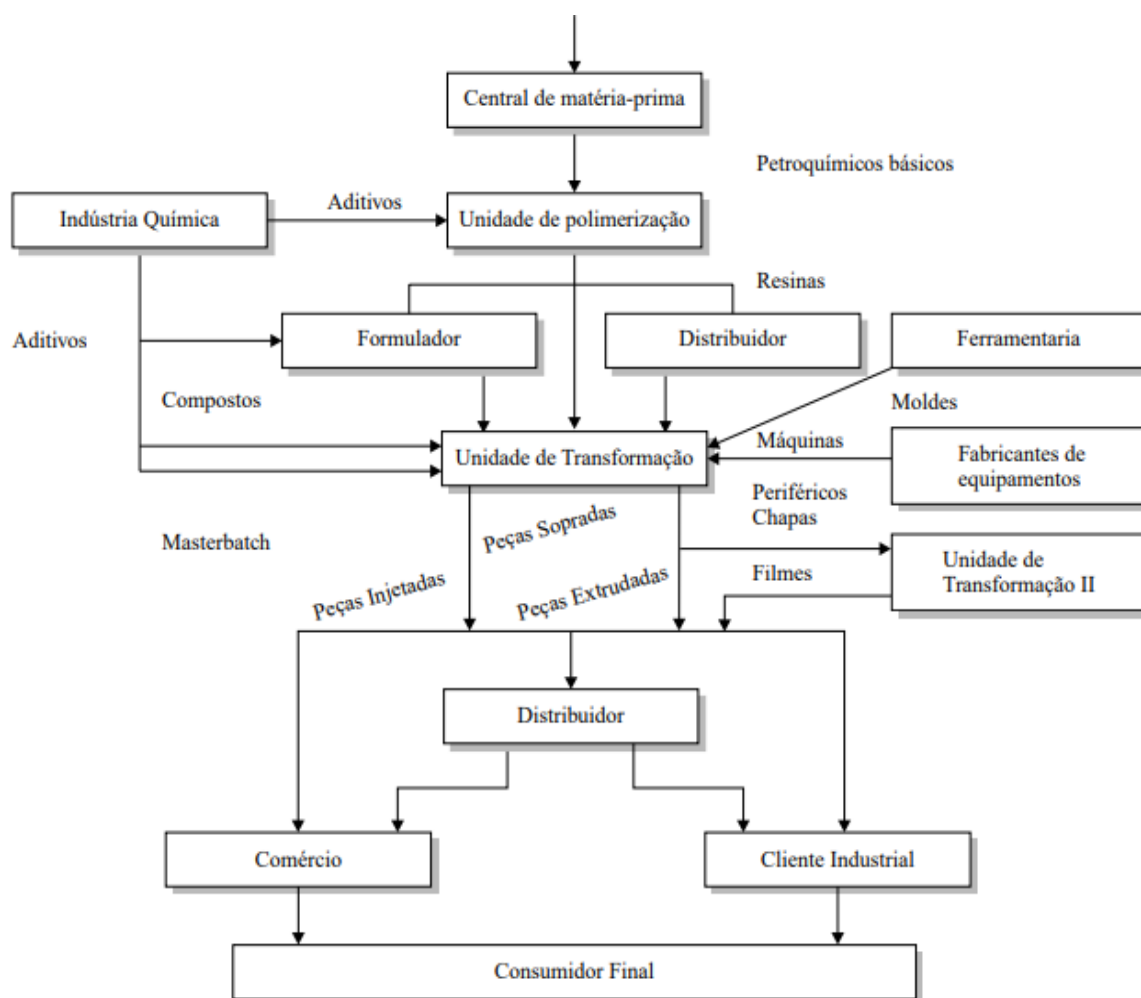 Central de matéria-prima
Petroquímicos básicos
Aditivos
Indústria Química
Unidade de polimerização
Resinas
Aditivos
Formulador
Distribuidor
Ferramentaria
Compostos
Moldes
Máquinas
Unidade de Transformação
Fabricantes de
equipamentos
Periféricos
Chapas
Peças Sopradas
Masterbatch
Unidade de
Transformação II
Filmes
Peças Injetadas
Peças Extrudadas
Distribuidor
Comércio
Cliente Industrial
Consumidor Final